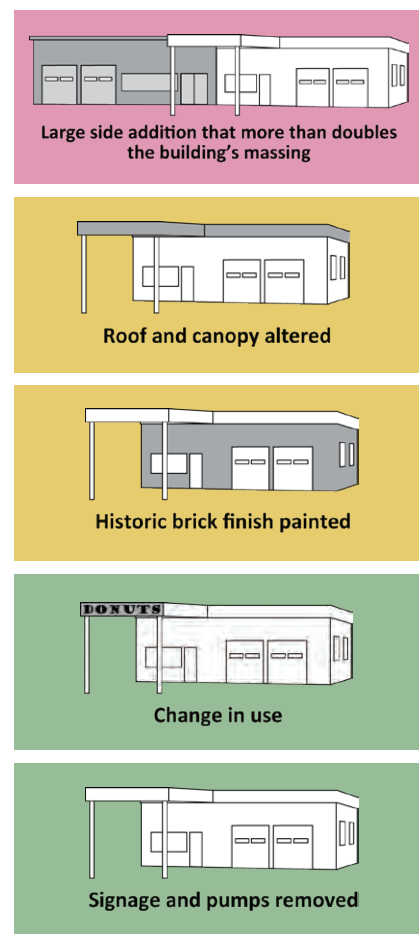 Large side addition that more than doubles
the building's massing
Roof and canopy altered
Historic brick finish painted
DONUTS
Change in use
Signage and pumps removed